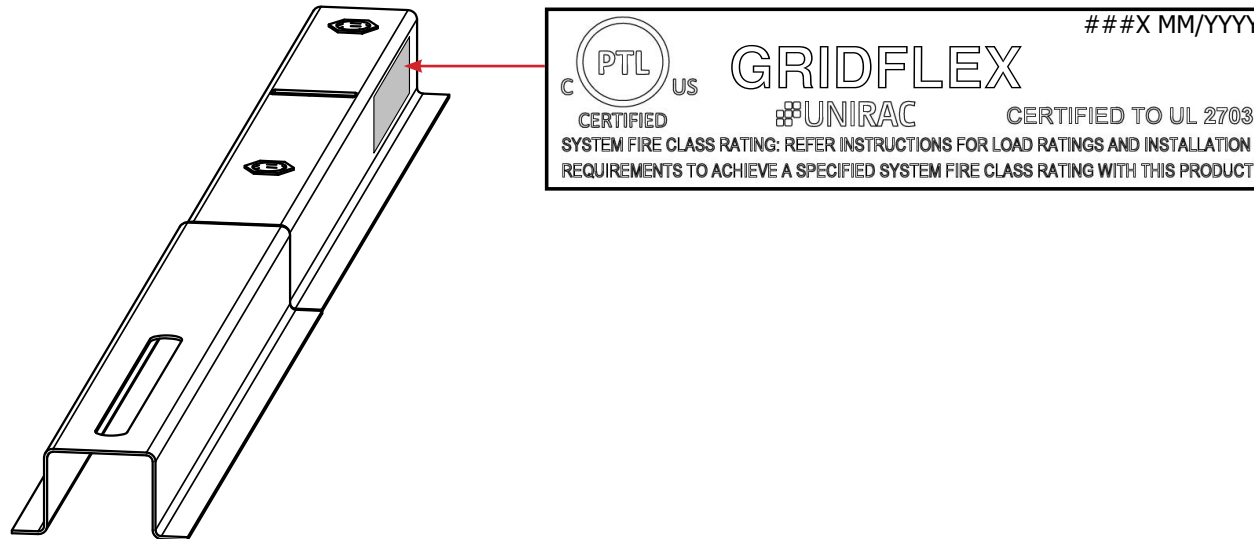 ###X MM/YYYY
PTL
C US
CERTIFIED
GRIDFLEX
UNIRAC
CERTIFIED TO UL 2703
SYSTEM FIRE CLASS RATING: REFER INSTRUCTIONS FOR LOAD RATINGS AND INSTALLATION
REQUIREMENTS TO ACHIEVE A SPECIFIED SYSTEM FIRE CLASS RATING WITH THIS PRODUCT